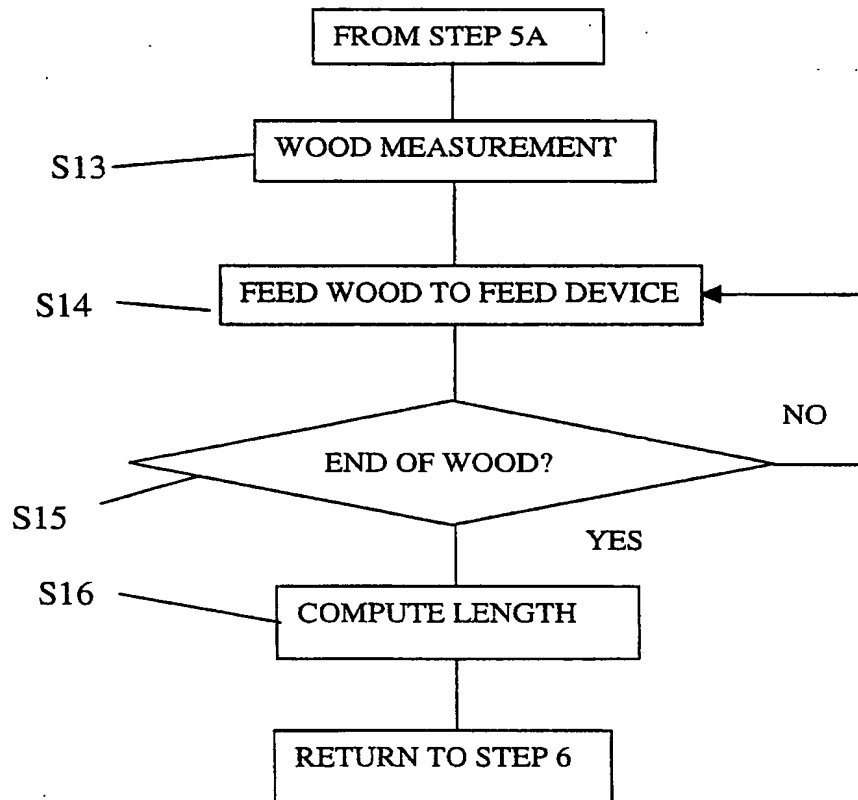 FROM STEP 5A
S13
WOOD MEASUREMENT
S14
FEED WOOD TO FEED DEVICE
NO
END OF WOOD?
S15
YES
S16
COMPUTE LENGTH
RETURN TO STEP 6